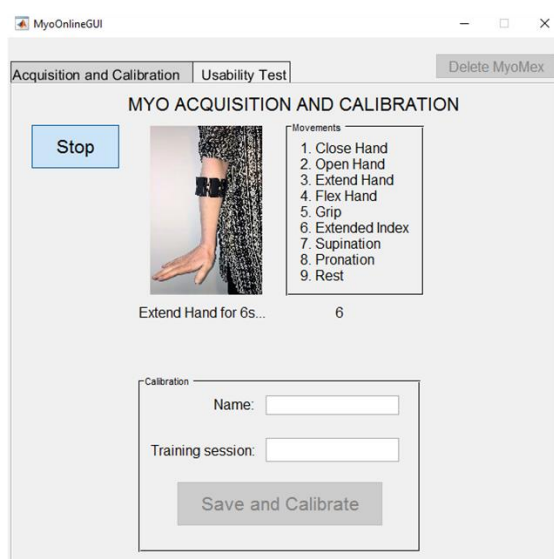 MyoOnlineGUI
Delete MyoMex
Acquisition and Calibration
Usability Test
MYO ACQUISITION AND CALIBRATION
Stop
Movements
1. Close Hand
2. Open Hand
3. Extend Hand
4. Flex Hand
5. Grip
6. Extended Index
7. Supination
8. Pronation
9. Rest
Extend Hand for 6s...
6
Calibration
Name:
Training session:
Save and Calibrate